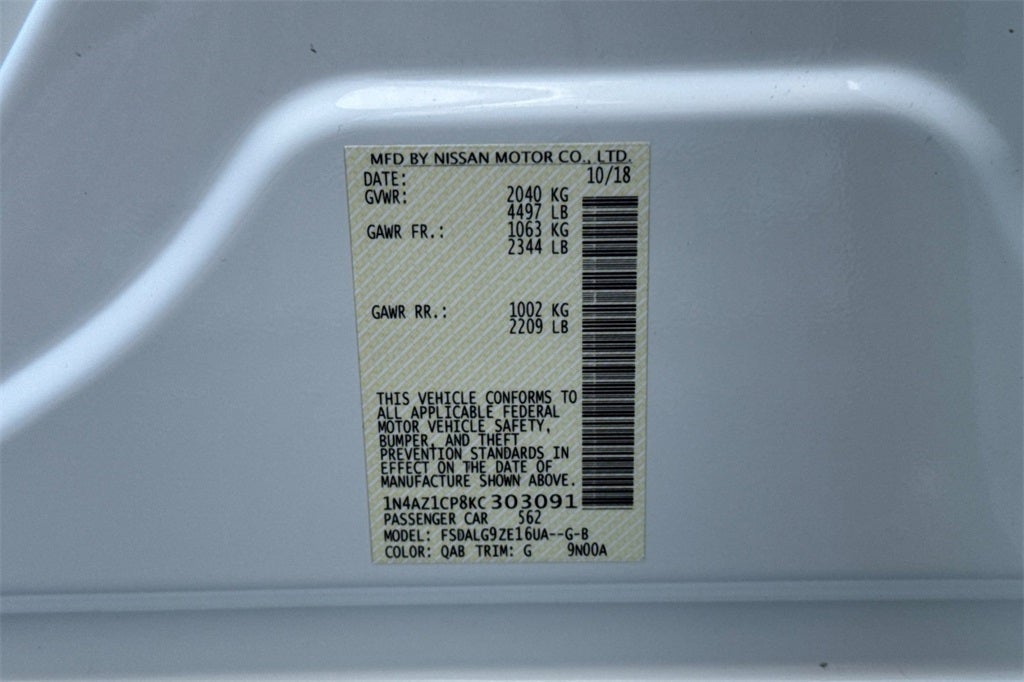 MFD BY NISSAN MOTOR CO., LTD.
DATE: 10/18
GVWR: 2040 KG
4497 LB
GAWR FR.: 1063 KG
2344 LB
GAWR RR.: 1002 KG
2209 LB
THIS VEHICLE CONFORMS TO
ALL APPLICABLE FEDERAL
MOTOR VEHICLE SAFETY,
BUMPER, AND THEFT
PREVENTION STANDARDS IN
EFFECT ON THE DATE OF
MANUFACTURE SHOWN ABOVE.
1N4AZ1CP8KC303091
PASSENGER CAR 562
MODEL: FSDALG9ZE16UA--G-B
COLOR: QAB TRIM: G 9N00A